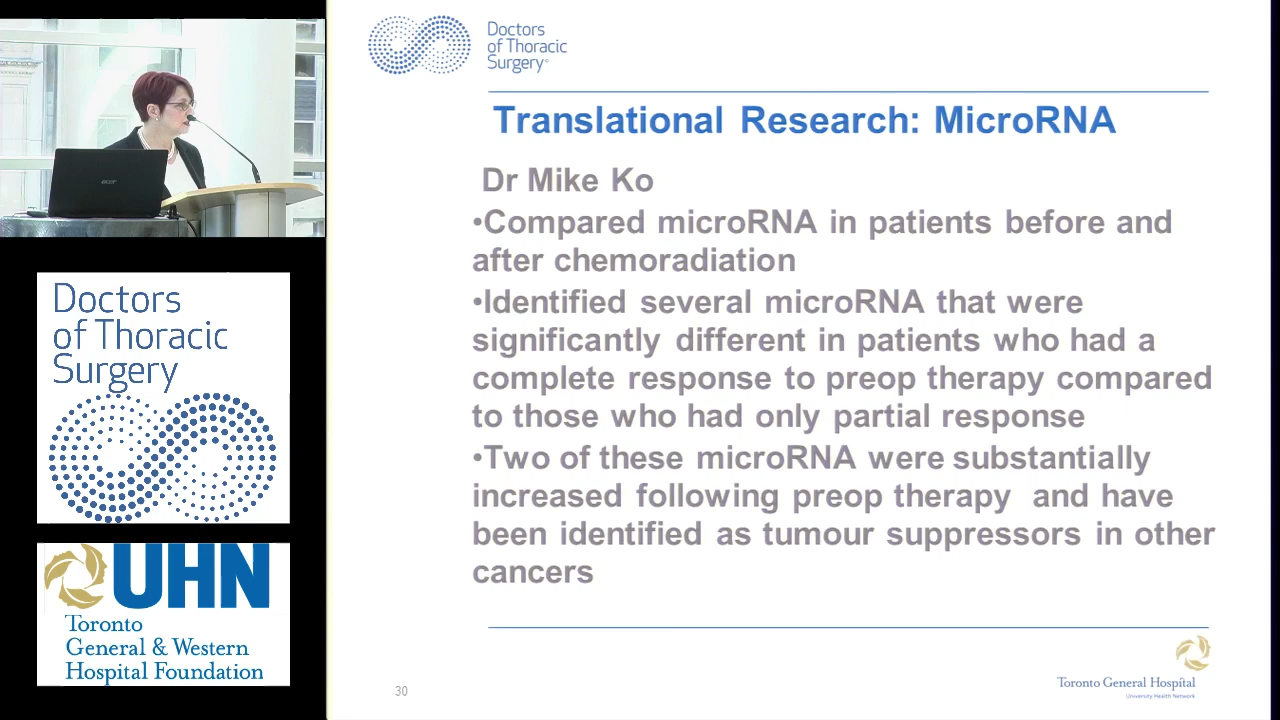 Doctors
of Thoracic
Surgery
Translational Research: MicroRNA
Dr Mike Ko
•Compared microRNA in patients before and
after chemoradiation
•Identified several microRNA that were
significantly different in patients who had a
complete response to preop therapy compared
to those who had only partial response
•Two of these microRNA were substantially
increased following preop therapy and have
been identified as tumour suppressors in other
cancers
30
Toronto General Hospital
University Health Network
acer
Doctors
of Thoracic
Surgery
UHN
Toronto
General & Western
Hospital Foundation